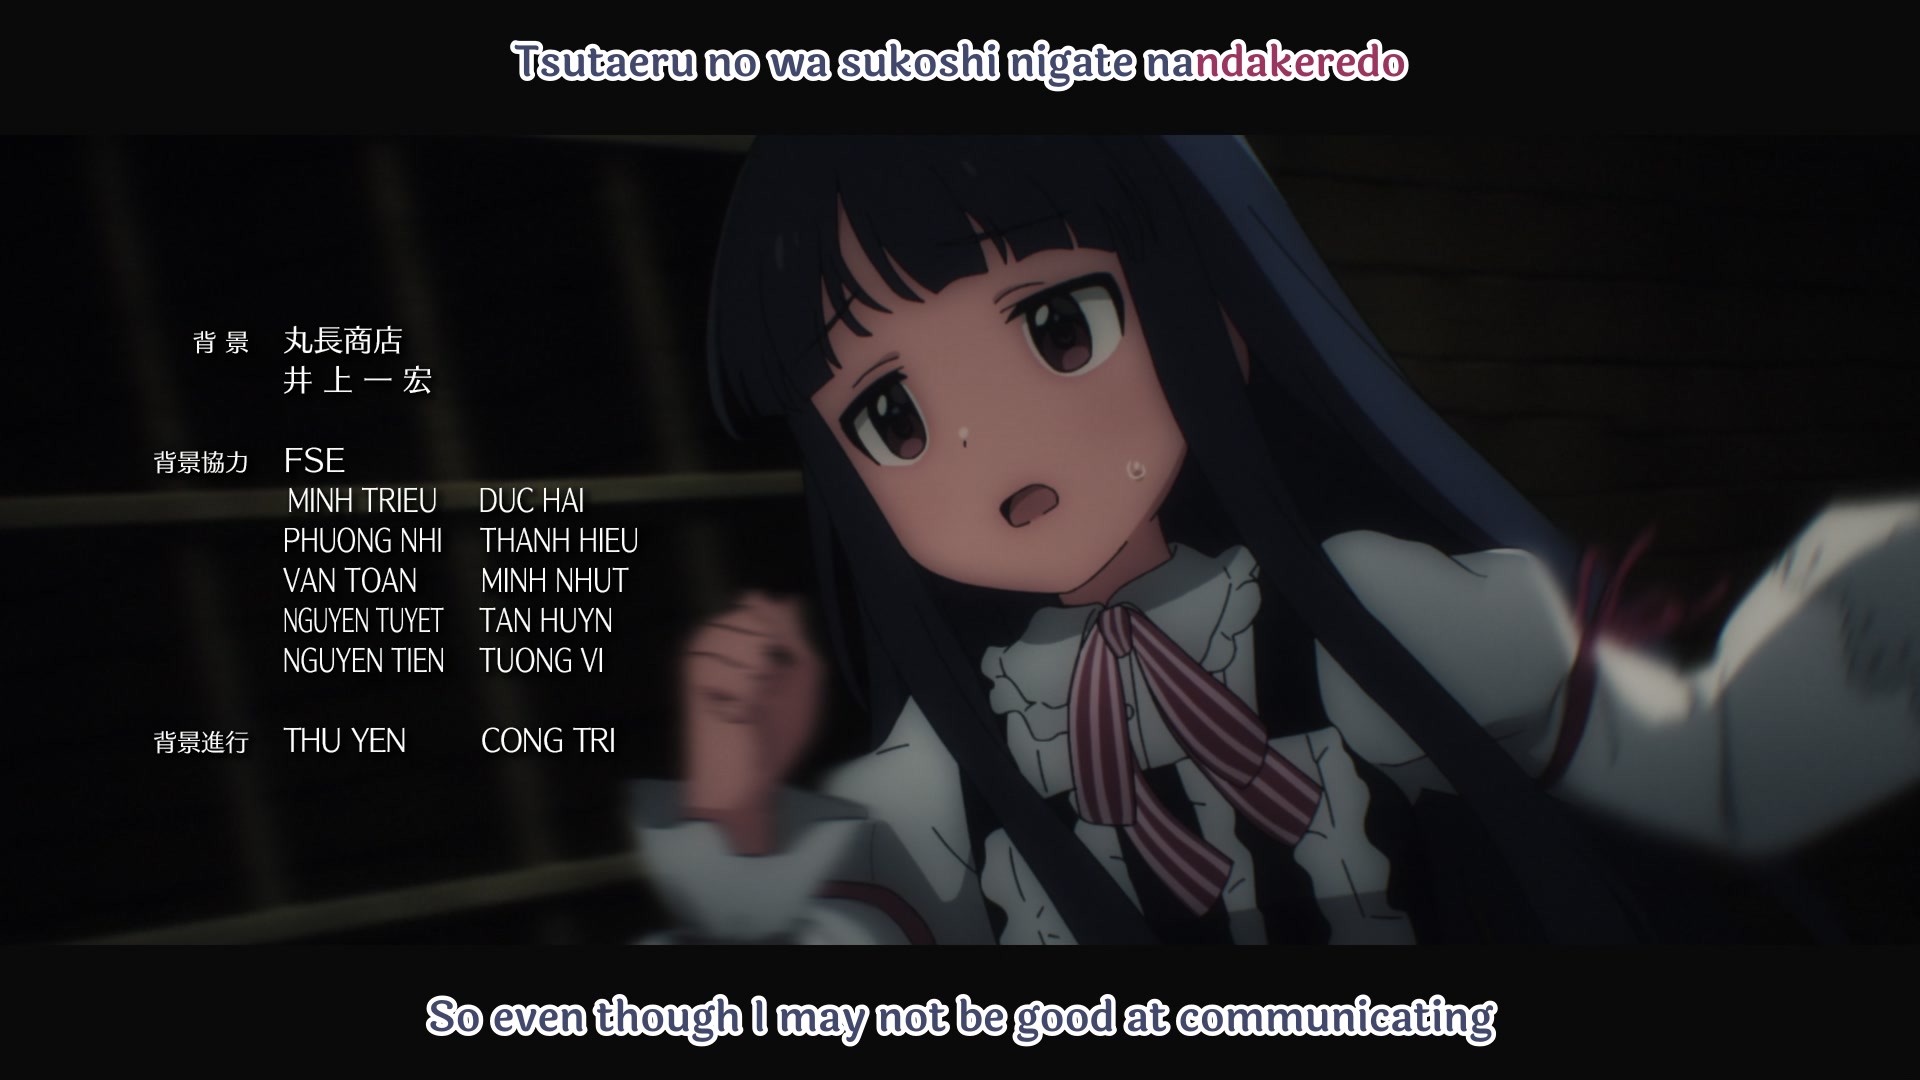 Tsutaeru no wa sukoshi nigate nandakeredo
背景 丸長商店
井上一宏
背景協力 FSE
MINH TRIEU DUC HAI
PHUONG NHI THANH HIEU
VAN TOAN MINH NHUT
NGUYEN TUYET TAN HUYN
NGUYEN TIEN TUONG VI
背景進行 THU YEN CONG TRI
So even though I may not be good at communicating